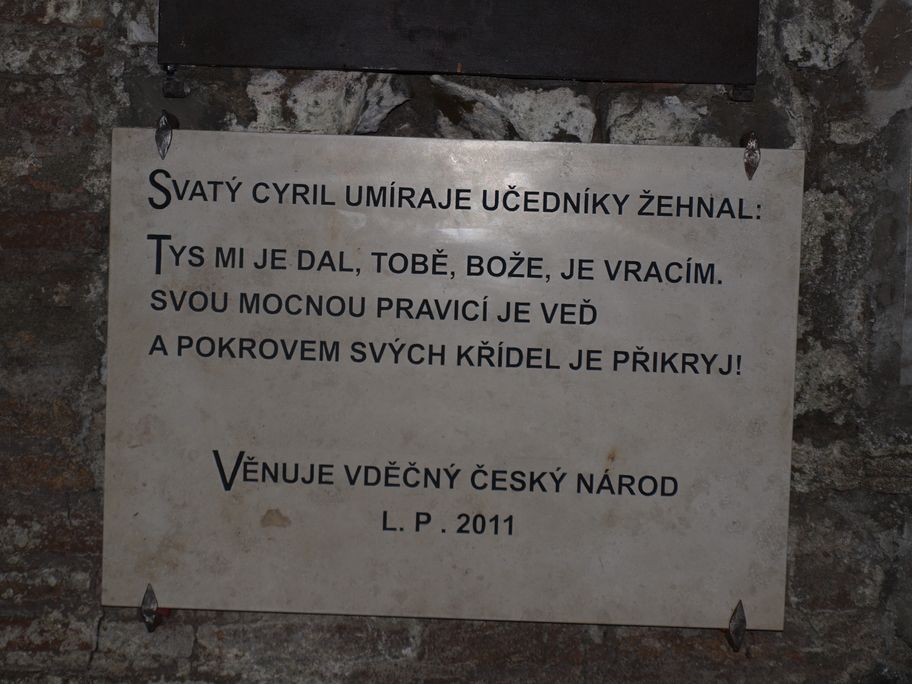 SVATÝ CYRIL UMÍRAJE UČEDNÍKY ŽEHNAL:
TYS MI JE DAL, TOBĚ, BOŽE, JE VRACÍM.
SVOU MOCNOU PRAVICÍ JE VEĎ
A POKROVEM SVÝCH KŘÍDEL JE PŘIKRYJ!
VĚNUJE VDĚČNÝ ČESKÝ NÁROD
L. P . 2011